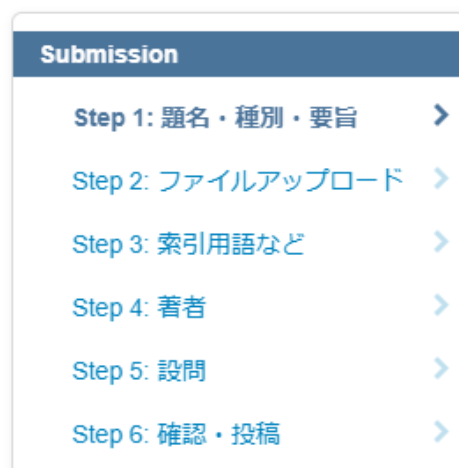 Submission
Step 1: 題名・種別・要旨
Step 2: ファイルアップロード
Step 3: 索引用語など
Step 4: 著者
Step 5: 設問
Step 6: 確認・投稿